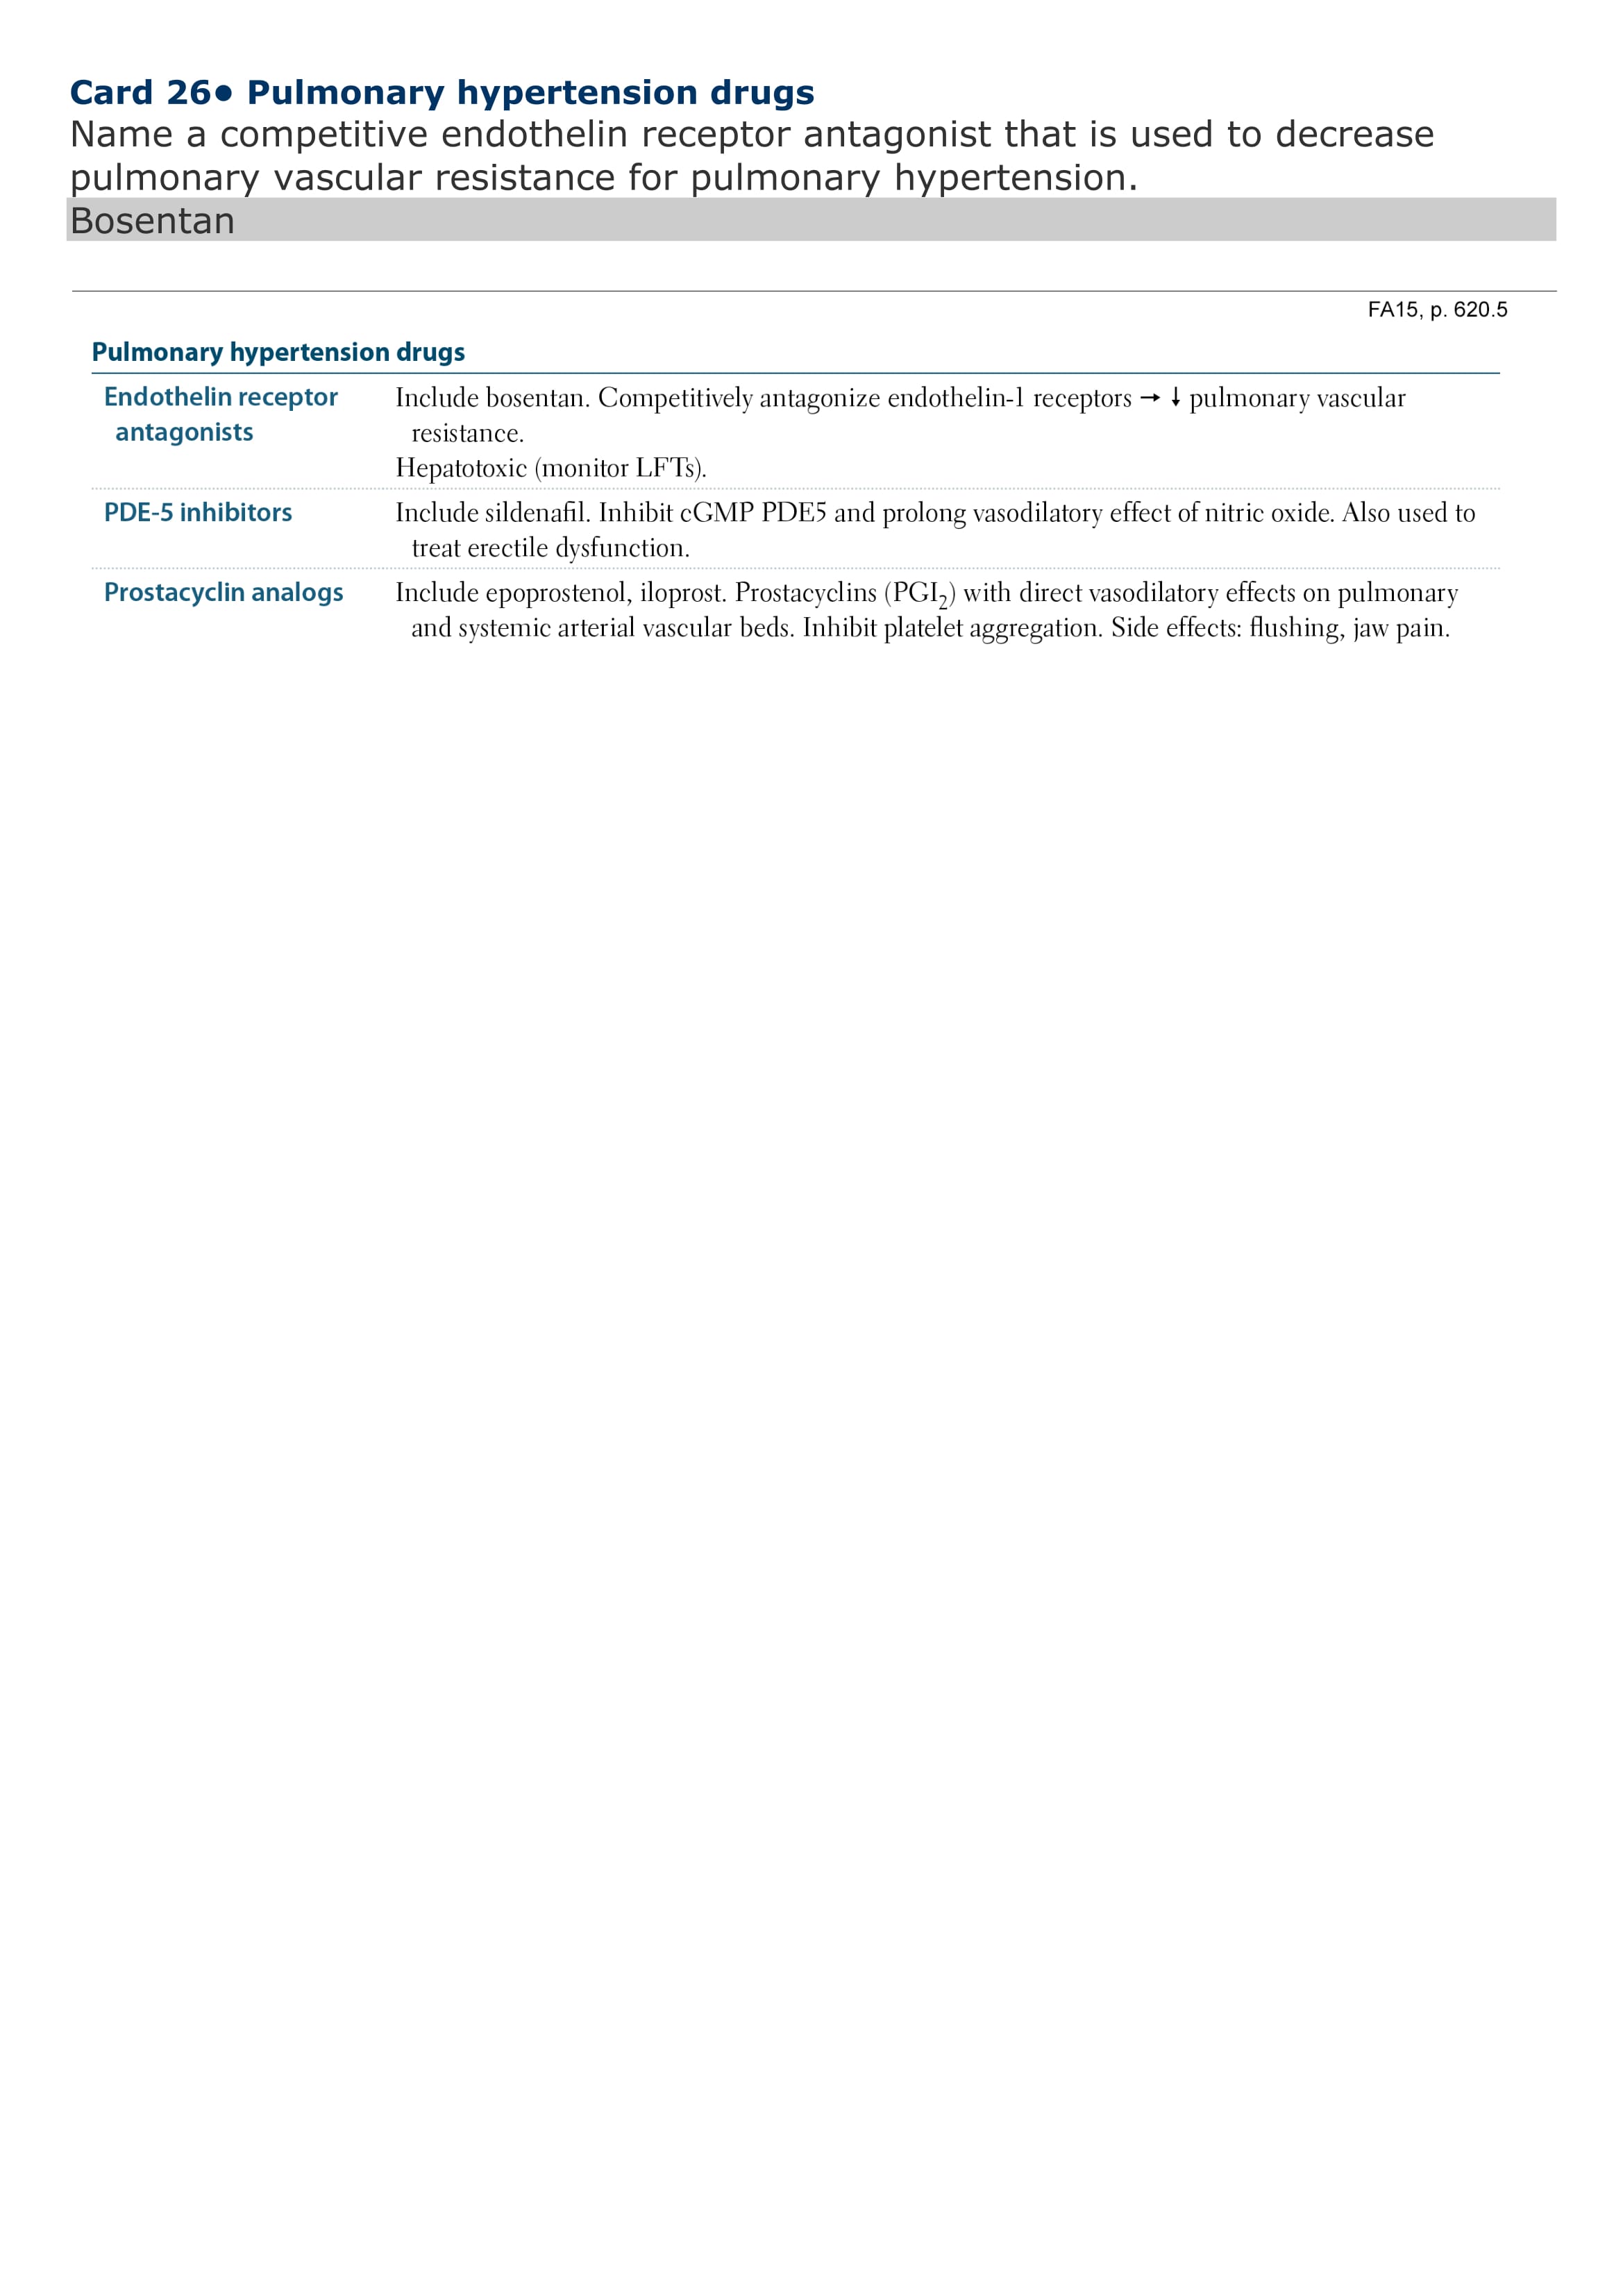 Card 26● Pulmonary hypertension drugs
Name a competitive endothelin receptor antagonist that is used to decrease
pulmonary vascular resistance for pulmonary hypertension.
Bosentan
FA15, p. 620.5
Pulmonary hypertension drugs
Endothelin receptor antagonists
Include bosentan. Competitively antagonize endothelin-1 receptors → ↓ pulmonary vascular
resistance.
Hepatotoxic (monitor LFTs).
PDE-5 inhibitors
Include sildenafil. Inhibit cGMP PDE5 and prolong vasodilatory effect of nitric oxide. Also used to
treat erectile dysfunction.
Prostacyclin analogs
Include epoprostenol, iloprost. Prostacyclins (PGI₂) with direct vasodilatory effects on pulmonary
and systemic arterial vascular beds. Inhibit platelet aggregation. Side effects: flushing, jaw pain.